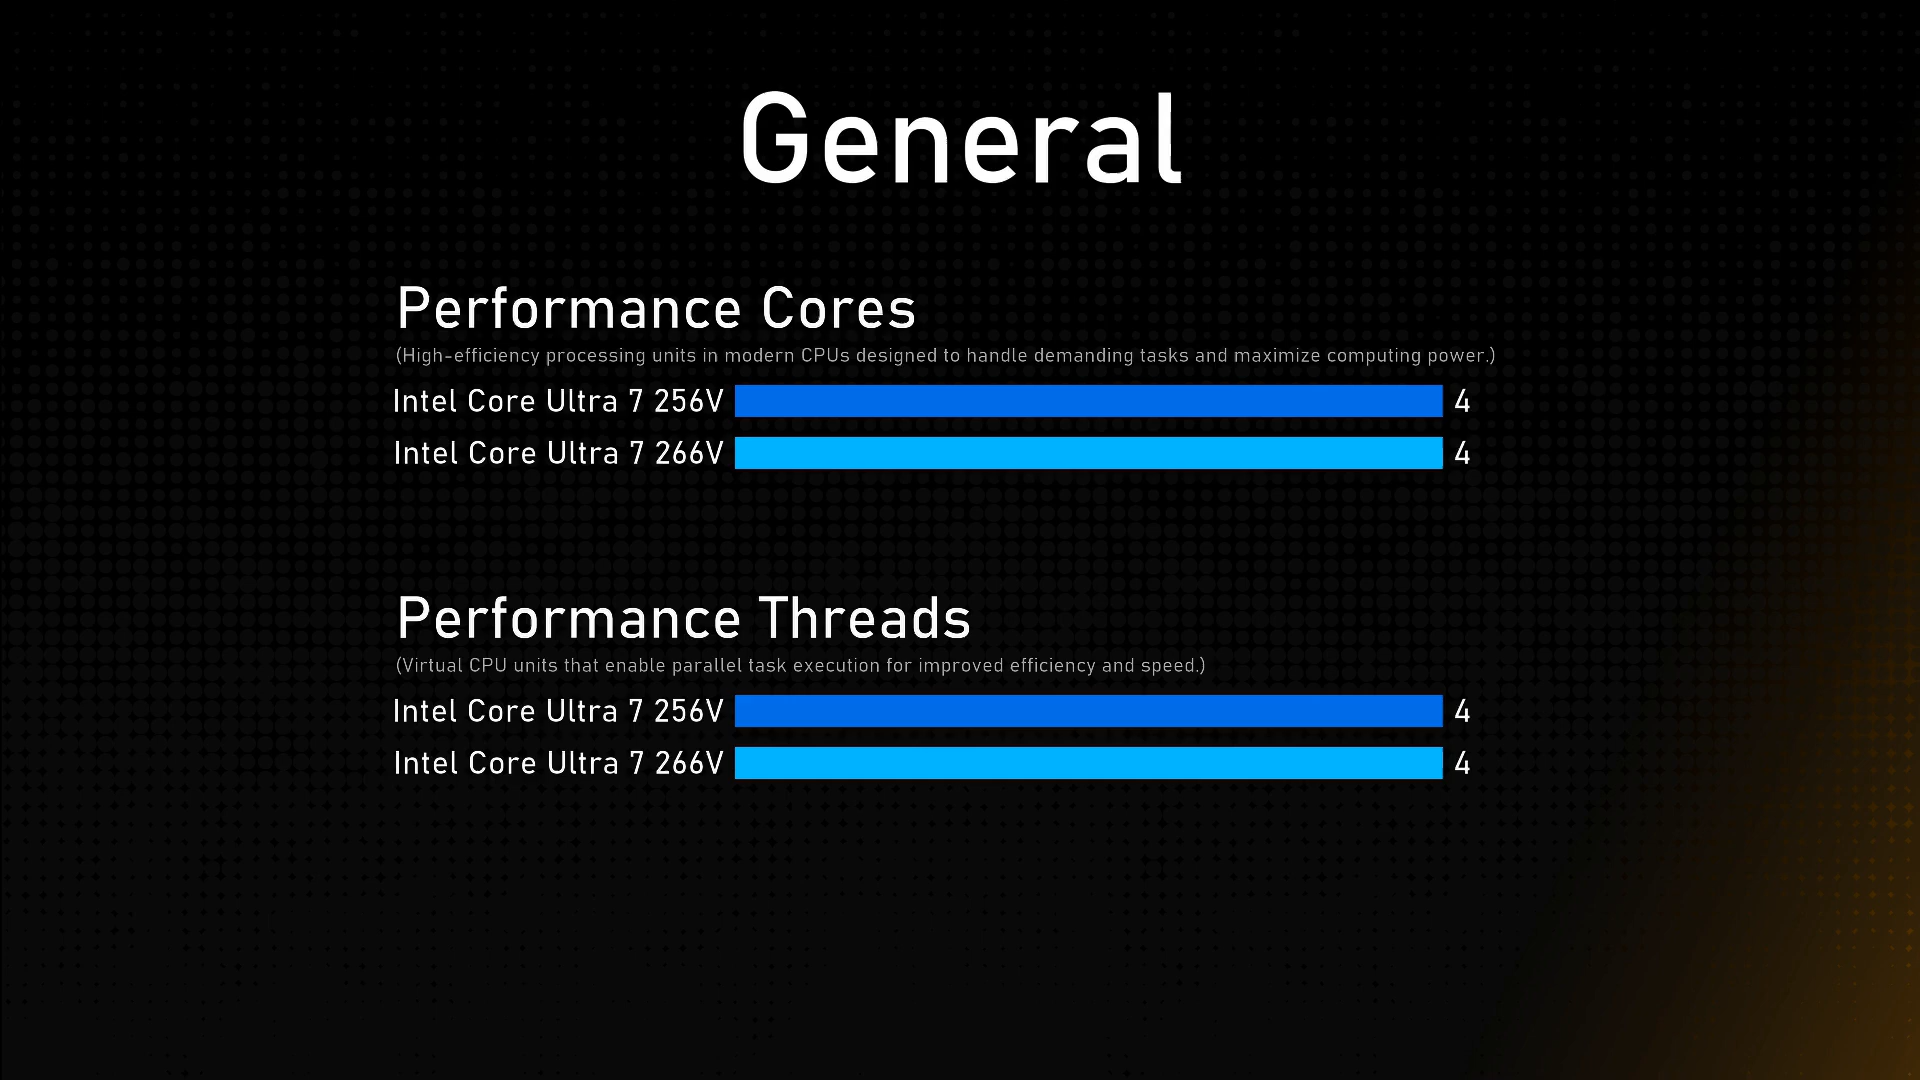 General
Performance Cores
(High-efficiency processing units in modern CPUs designed to handle demanding tasks and maximize computing power.)
Intel Core Ultra 7 256V 4
Intel Core Ultra 7 266V 4
Performance Threads
(Virtual CPU units that enable parallel task execution for improved efficiency and speed.)
Intel Core Ultra 7 256V 4
Intel Core Ultra 7 266V 4